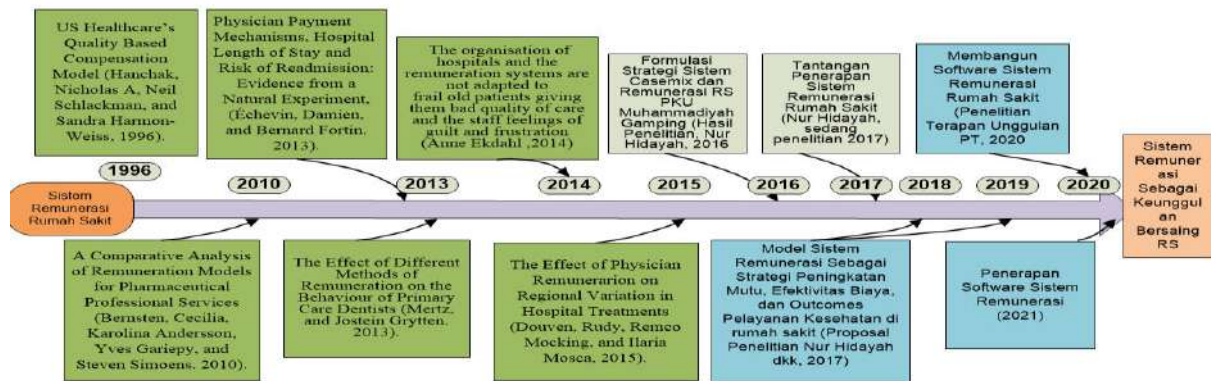 US Healthcare's
Quality Based
Compensation
Model (Hanchak,
Nicholas A, Neil
Schlackman, and
Sandra Harmon-
Weiss, 1996).
Physician Payment
Mechanisms, Hospital
Length of Stay and
Risk of Readmission:
Evidence from a
Natural Experiment,
(Échevin, Damien,
and Bernard Fortin.
2013).
The organisation of
hospitals and the
remuneration systems are
not adapted to
frail old patients giving
them bad quality of care
and the staff feelings of
guilt and frustration
(Anne Ekdahl ,2014)
Formulasi
Strategi Sistem
Casemix dan
Remunerasi RS PKU
Muhammadiyah
Gamping (Hasil
Penelitian, Nur
Hidayah, 2016
Tantangan
Penerapan
Sistem
Remunerasi
Rumah Sakit
(Nur Hidayah,
sedang
penelitian 2017)
Membangun
Software Sistem
Remunerasi
Rumah Sakit
(Penelitian
Terapan Unggulan
PT, 2020
1996
2010
2013
2014
2015
2016
2017
2018
2019
2020
Sistem
Remunerasi
Rumah Sakit
Sistem
Remuner
asi
Sebagai
Keunggul
an
Bersaing
RS
A Comparative Analysis
of Remuneration Models
for Pharmaceutical
Professional Services
(Bernsten, Cecilia,
Karolina Andersson,
Yves Gariepy, and
Steven Simoens. 2010).
The Effect of Different
Methods of
Remuneration on the
Behaviour of Primary
Care Dentists (Mertz,
and Jostein Grytten.
2013).
The Effect of Physician
Remunerarion on
Regional Variation in
Hospital Treatments
(Douven, Rudy, Remco
Mocking, and Ilaria
Mosca, 2015).
Model Sistem
Remunerasi Sebagai
Strategi Peningkatan
Mutu, Efektivitas Biaya,
dan Outcomes
Pelayanan Kesehatan di
rumah sakit (Proposal
Penelitian Nur Hidayah
dkk, 2017)
Penerapan
Software Sistem
Remunerasi
(2021)